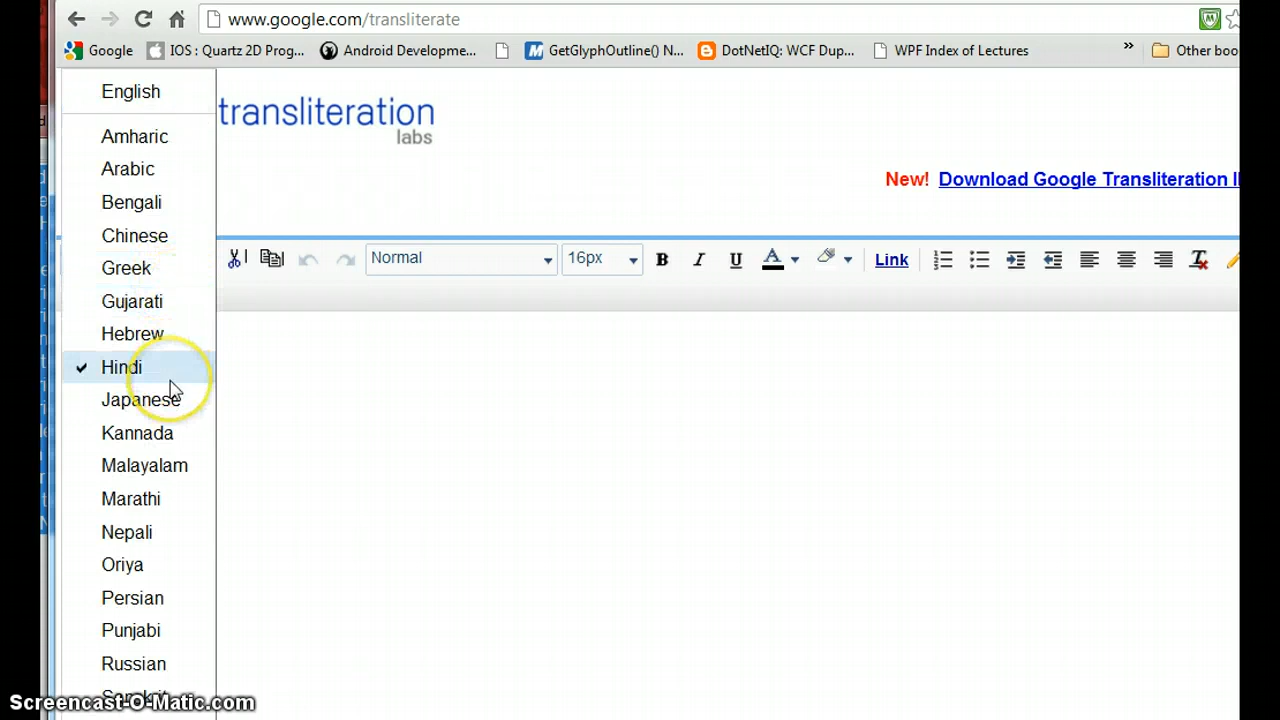 www.google.com/transliterate
Google IOS : Quartz 2D Prog... Android Developme... GetGlyphOutline() N... DotNetIQ: WCF Dup... WPF Index of Lectures » Other boo
English
transliteration
labs
Amharic
Arabic
New! Download Google Transliteration I
Bengali
Chinese
Normal 16px B I U A Link
Greek
Gujarati
Hebrew
Hindi
Japanese
Kannada
Malayalam
Marathi
Nepali
Oriya
Persian
Punjabi
Russian
Sanskrit
Screencast-O-Matic.com